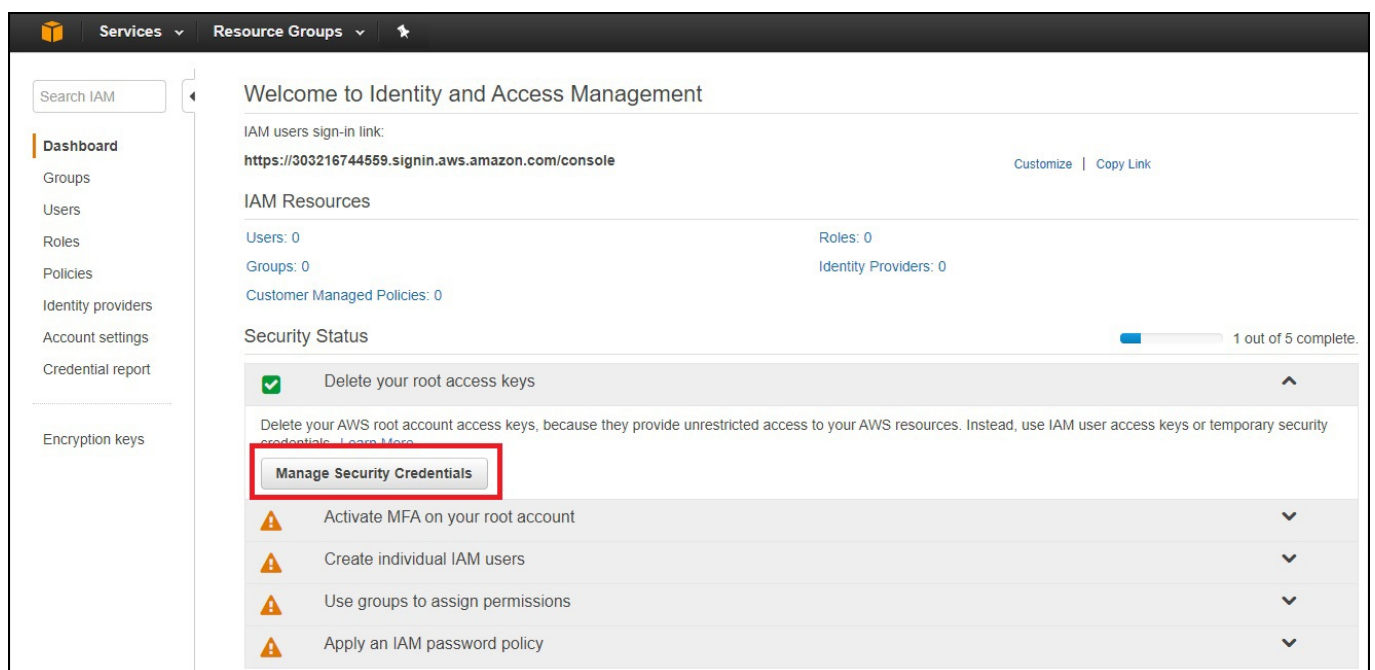 Services Resource Groups
Search IAM
Dashboard
Groups
Users
Roles
Policies
Identity providers
Account settings
Credential report
Encryption keys
Welcome to Identity and Access Management
IAM users sign-in link:
https://303216744559.signin.aws.amazon.com/console Customize | Copy Link
IAM Resources
Users: 0 Roles: 0
Groups: 0 Identity Providers: 0
Customer Managed Policies: 0
Security Status 1 out of 5 complete.
Delete your root access keys
Delete your AWS root account access keys, because they provide unrestricted access to your AWS resources. Instead, use IAM user access keys or temporary security
credentials. Learn More
Manage Security Credentials
Activate MFA on your root account
Create individual IAM users
Use groups to assign permissions
Apply an IAM password policy